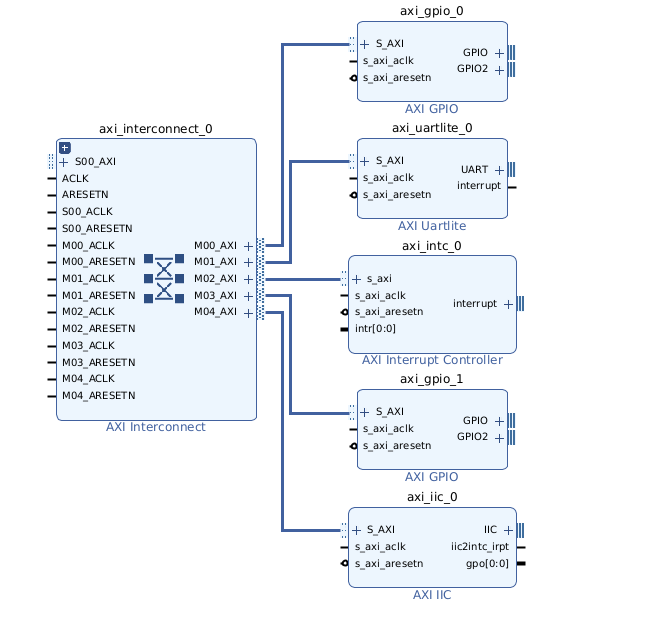 axi_interconnect_0
S00_AXI
ACLK
ARESETN
S00_ACLK
S00_ARESETN
M00_ACLK
M00_ARESETN
M01_ACLK
M01_ARESETN
M02_ACLK
M02_ARESETN
M03_ACLK
M03_ARESETN
M04_ACLK
M04_ARESETN
M00_AXI
M01_AXI
M02_AXI
M03_AXI
M04_AXI
AXI Interconnect
axi_gpio_0
S_AXI
s_axi_aclk
s_axi_aresetn
GPIO
GPIO2
AXI GPIO
axi_uartlite_0
S_AXI
s_axi_aclk
s_axi_aresetn
UART
interrupt
AXI Uartlite
axi_intc_0
s_axi
s_axi_aclk
s_axi_aresetn
intr[0:0]
interrupt
AXI Interrupt Controller
axi_gpio_1
S_AXI
s_axi_aclk
s_axi_aresetn
GPIO
GPIO2
AXI GPIO
axi_iic_0
S_AXI
s_axi_aclk
s_axi_aresetn
IIC
iic2intc_irpt
gpo[0:0]
AXI IIC